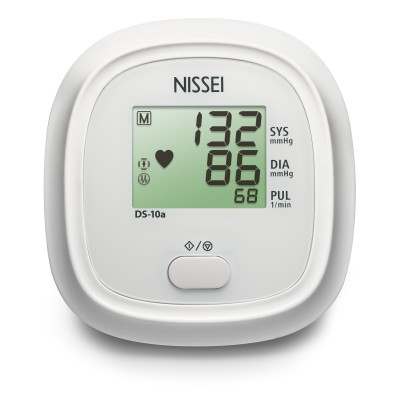 NISSEI
M
132 SYS
mmHg
86 DIA
mmHg
68 PUL
1/min
DS-10a